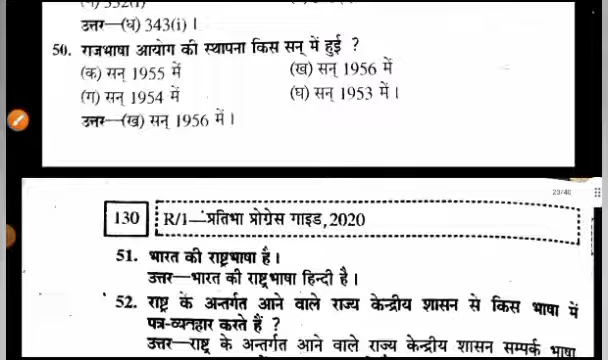 उत्तर—(घ) 343(i) ।
50. राजभाषा आयोग की स्थापना किस सन् में हुई ?
(क) सन् 1955 में (ख) सन् 1956 में
(ग) सन् 1954 में (घ) सन् 1953 में ।
उत्तर—(ख) सन् 1956 में ।
23/40
130 R/1—प्रतिभा प्रोग्रेस गाइड, 2020
51. भारत की राष्ट्रभाषा है ।
उत्तर—भारत की राष्ट्रभाषा हिन्दी है ।
52. राष्ट्र के अन्तर्गत आने वाले राज्य केन्द्रीय शासन से किस भाषा में
पत्र-व्यवहार करते हैं ?
उत्तर—राष्ट्र के अन्तर्गत आने वाले राज्य केन्द्रीय शासन सम्पर्क भाषा